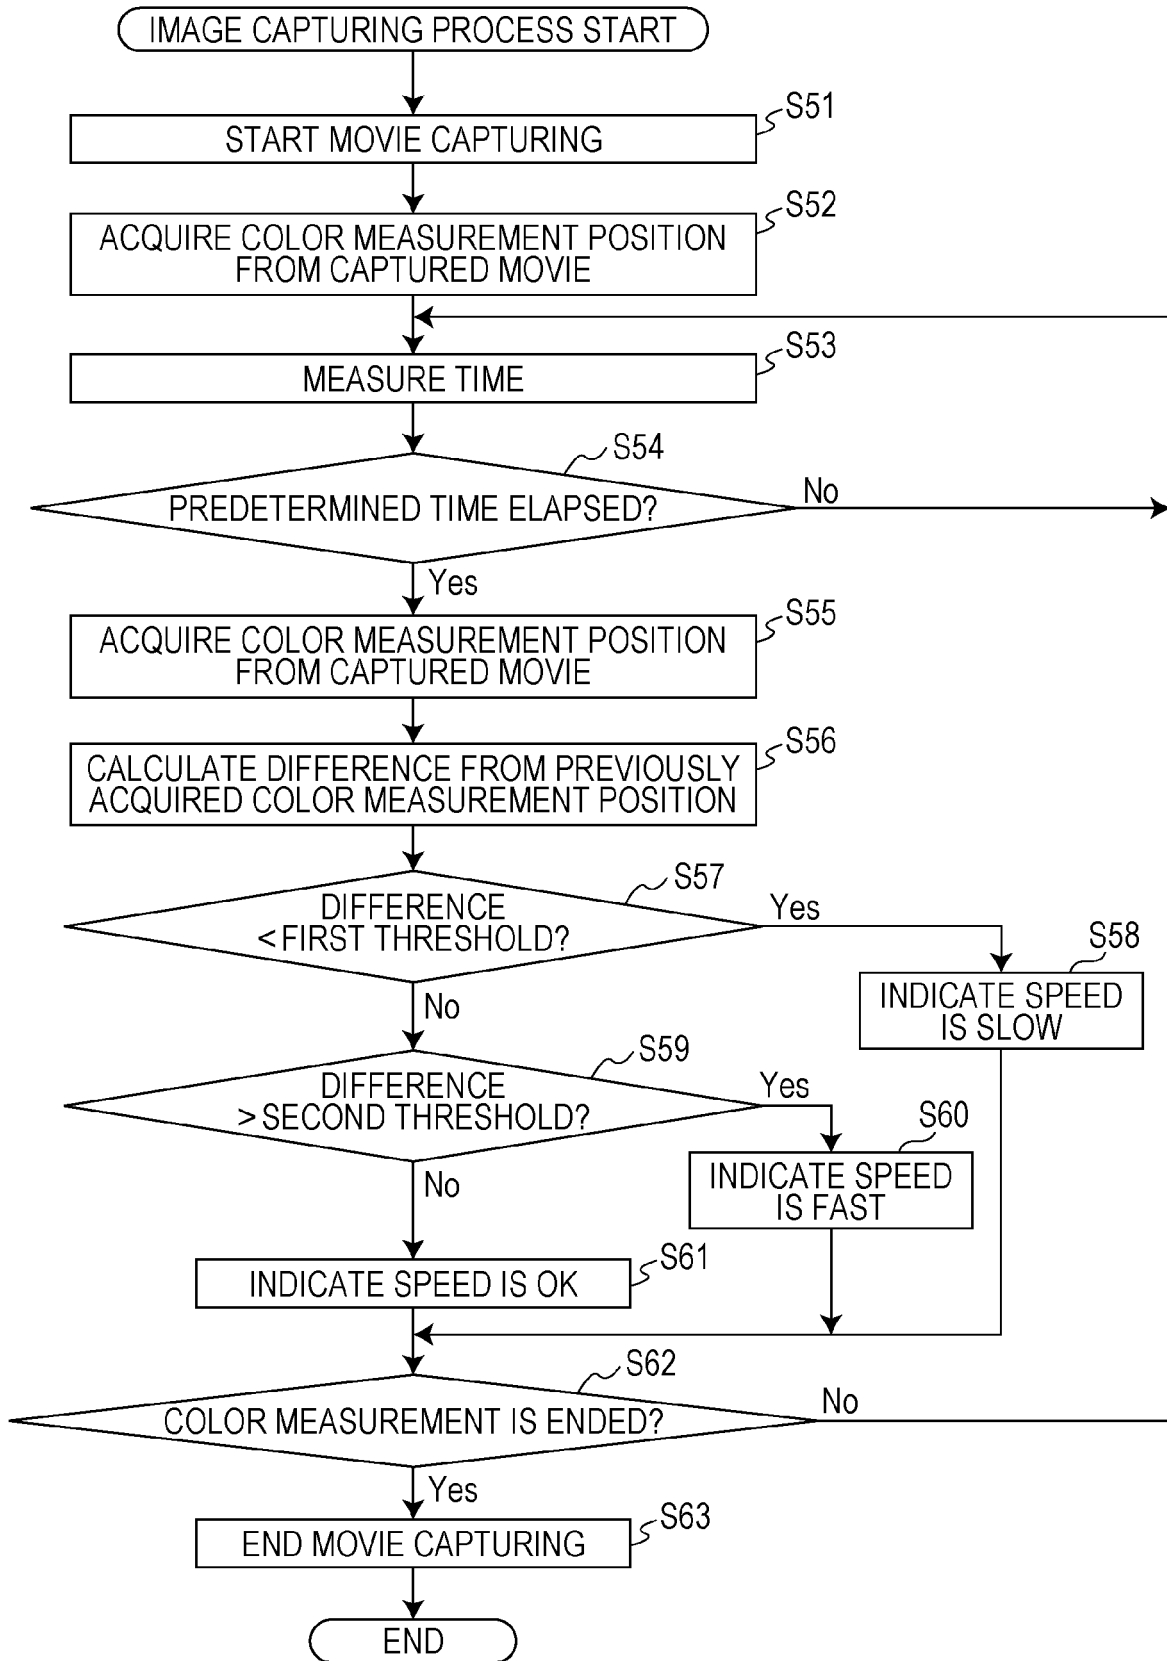 IMAGE CAPTURING PROCESS START
S51
START MOVIE CAPTURING
S52
ACQUIRE COLOR MEASUREMENT POSITION
FROM CAPTURED MOVIE
S53
MEASURE TIME
S54
PREDETERMINED TIME ELAPSED?
No
Yes
S55
ACQUIRE COLOR MEASUREMENT POSITION
FROM CAPTURED MOVIE
S56
CALCULATE DIFFERENCE FROM PREVIOUSLY
ACQUIRED COLOR MEASUREMENT POSITION
S57
DIFFERENCE
< FIRST THRESHOLD?
Yes
No
S58
INDICATE SPEED
IS SLOW
S59
DIFFERENCE
> SECOND THRESHOLD?
Yes
No
S60
INDICATE SPEED
IS FAST
S61
INDICATE SPEED IS OK
S62
COLOR MEASUREMENT IS ENDED?
No
Yes
S63
END MOVIE CAPTURING
END